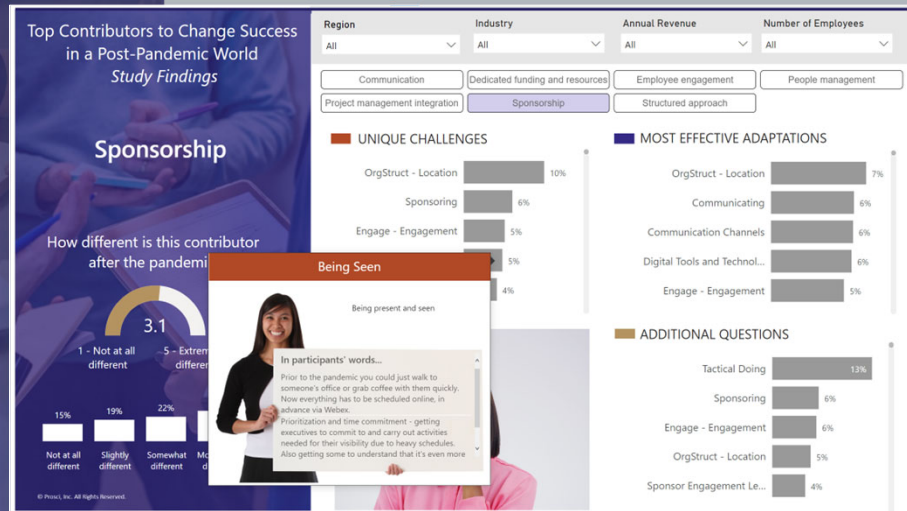 Top Contributors to Change Success
in a Post-Pandemic World
Study Findings
Sponsorship
How different is this contributor
after the pandemi
3.1
1 - Not at all
different
5 - Extrem
differe
15%
19%
22%
Not at all
different
Slightly
different
Somewhat
different
Mo
d
© Prosci, Inc. All Rights Reserved.
Region
All
Industry
All
Annual Revenue
All
Number of Employees
All
Communication
Dedicated funding and resources
Employee engagement
People management
Project management integration
Sponsorship
Structured approach
UNIQUE CHALLENGES
OrgStruct - Location 10%
Sponsoring 6%
Engage - Engagement 5%
5%
4%
Being Seen
Being present and seen
In participants' words...
Prior to the pandemic you could just walk to
someone's office or grab coffee with them quickly.
Now everything has to be scheduled online, in
advance via Webex.
Prioritization and time commitment - getting
executives to commit to and carry out activities
needed for their visibility due to heavy schedules.
Also getting some to understand that it's even more
MOST EFFECTIVE ADAPTATIONS
OrgStruct - Location 7%
Communicating 6%
Communication Channels 6%
Digital Tools and Technol... 6%
Engage - Engagement 5%
ADDITIONAL QUESTIONS
Tactical Doing 13%
Sponsoring 6%
Engage - Engagement 6%
OrgStruct - Location 5%
Sponsor Engagement Le... 4%